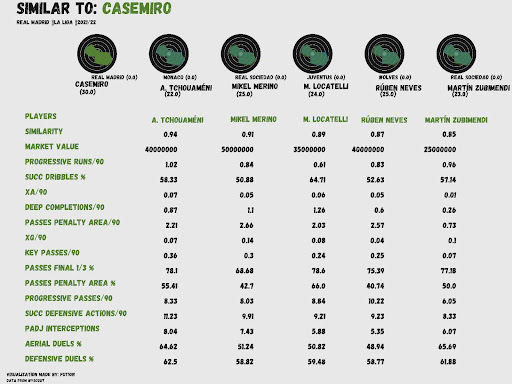 SIMILAR TO: CASEMIRO
REAL MADRID |LA LIGA |2021/22
REAL MADRID (0.0) MONACO (0.0) REAL SOCIEDAD (0.0) JUVENTUS (0.0) WOLVES (0.0) REAL SOCIEDAD (0.0)
CASEMIRO A. TCHOUAMÉNI MIKEL MERINO M. LOCATELLI RÚBEN NEVES MARTÍN ZUBIMENDI
(30.0) (22.0) (25.0) (24.0) (25.0) (23.0)
PLAYERS A. TCHOUAMÉNI MIKEL MERINO M. LOCATELLI RÚBEN NEVES MARTÍN ZUBIMENDI
SIMILARITY 0.94 0.91 0.89 0.87 0.85
MARKET VALUE 40000000 50000000 35000000 40000000 25000000
PROGRESSIVE RUNS/90 1.02 0.84 0.61 0.83 0.96
SUCC DRIBBLES % 58.33 50.88 64.71 52.63 57.14
XA/90 0.07 0.05 0.06 0.05 0.01
DEEP COMPLETIONS/90 0.87 1.1 1.26 0.6 0.26
PASSES PENALTY AREA/90 2.21 2.66 2.03 2.57 0.73
XG/90 0.07 0.14 0.08 0.04 0.1
KEY PASSES/90 0.36 0.3 0.24 0.25 0.07
PASSES FINAL 1/3 % 78.1 68.68 78.6 75.39 77.18
PASSES PENALTY AREA % 55.41 42.7 66.0 40.74 50.0
PROGRESSIVE PASSES/90 8.33 8.03 8.84 10.22 6.05
SUCC DEFENSIVE ACTIONS/90 11.23 9.91 9.21 9.23 8.33
PADJ INTERCEPTIONS 8.04 7.43 5.88 5.35 6.07
AERIAL DUELS % 64.62 51.24 50.82 48.94 65.69
DEFENSIVE DUELS % 62.5 58.82 59.48 58.77 61.88
VISUALIZATION MADE BY: FUTION
DATA FROM WYSCOUT